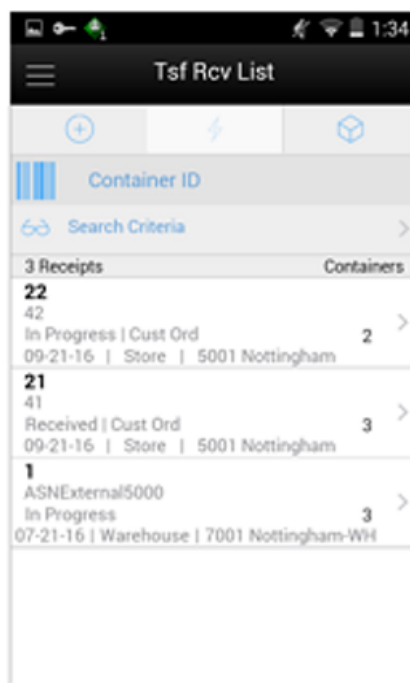 1:34
Tsf Rcv List
Container ID
Search Criteria
3 Receipts Containers
22
42
In Progress | Cust Ord 2
09-21-16 | Store | 5001 Nottingham
21
41
Received | Cust Ord 3
09-21-16 | Store | 5001 Nottingham
1
ASNExternal5000
In Progress 3
07-21-16 | Warehouse | 7001 Nottingham-WH